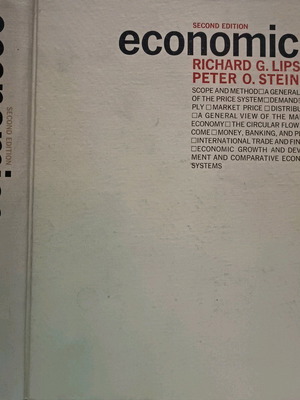 SECOND EDITION
economic
RICHARD G. LIPS
PETER O. STEIN
SCOPE AND METHOD□A GENERAL
OF THE PRICE SYSTEM□DEMAND
PLY□MARKET PRICE□DISTRIBU
□A GENERAL VIEW OF THE MA
ECONOMY□THE CIRCULAR FLOW
COME□MONEY, BANKING, AND P
□INTERNATIONAL TRADE AND FIN
□ECONOMIC GROWTH AND DEV
MENT AND COMPARATIVE ECON
SYSTEMS
SECOND EDITION